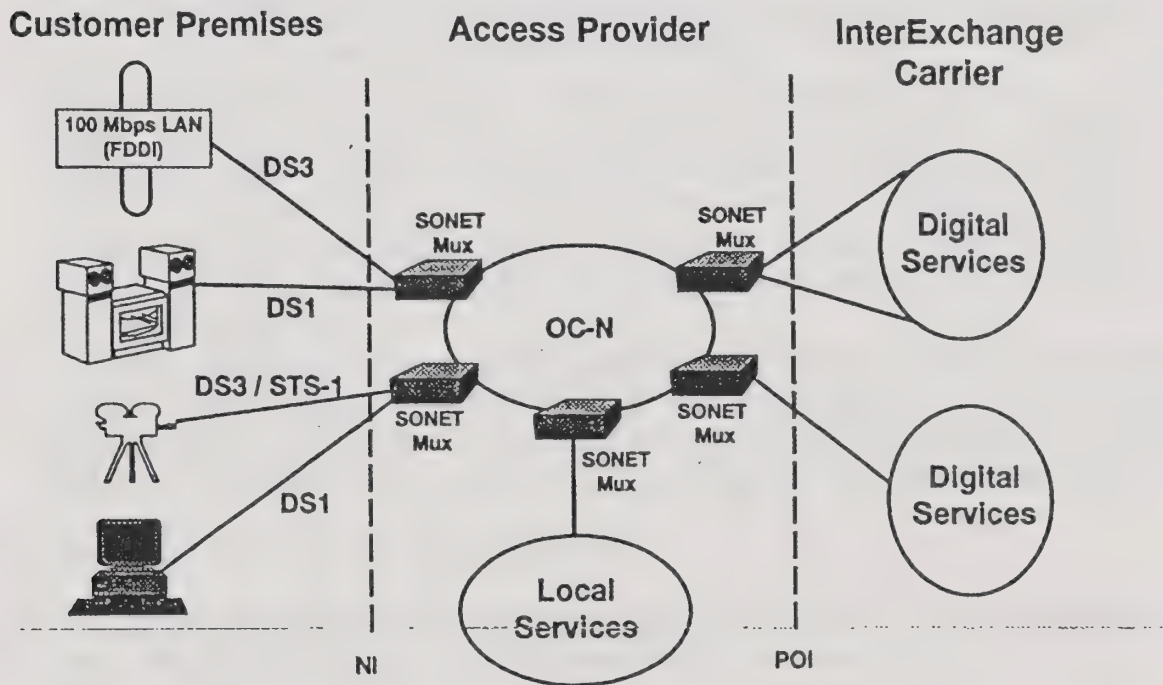 Customer Premises
Access Provider
InterExchange
Carrier
100 Mbps LAN
(FDDI)
DS3
SONET
Mux
SONET
Mux
Digital
Services
DS1
OC-N
DS3 / STS-1
SONET
Mux
SONET
Mux
SONET
Mux
DS1
Digital
Services
Local
Services
NI
POI